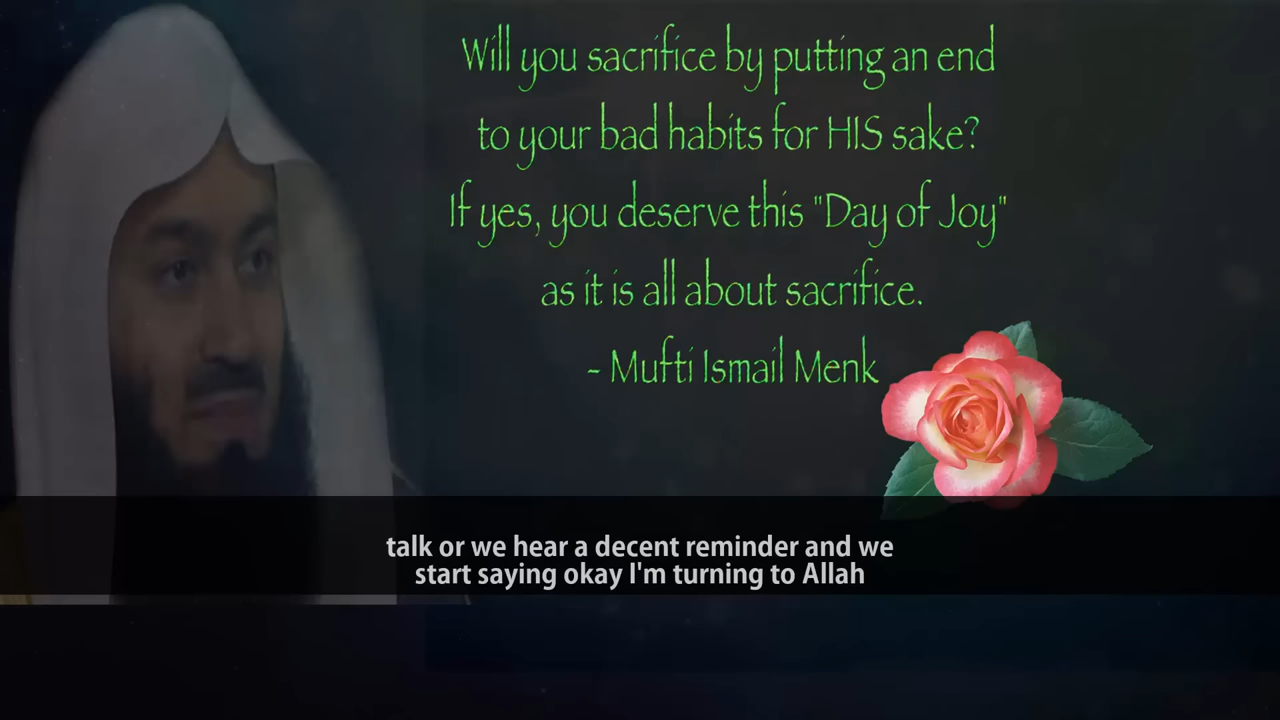 Will you sacrifice by putting an end
to your bad habits for HIS sake?
If yes, you deserve this "Day of Joy"
as it is all about sacrifice.
- Mufti Ismail Menk
talk or we hear a decent reminder and we
start saying okay I'm turning to Allah